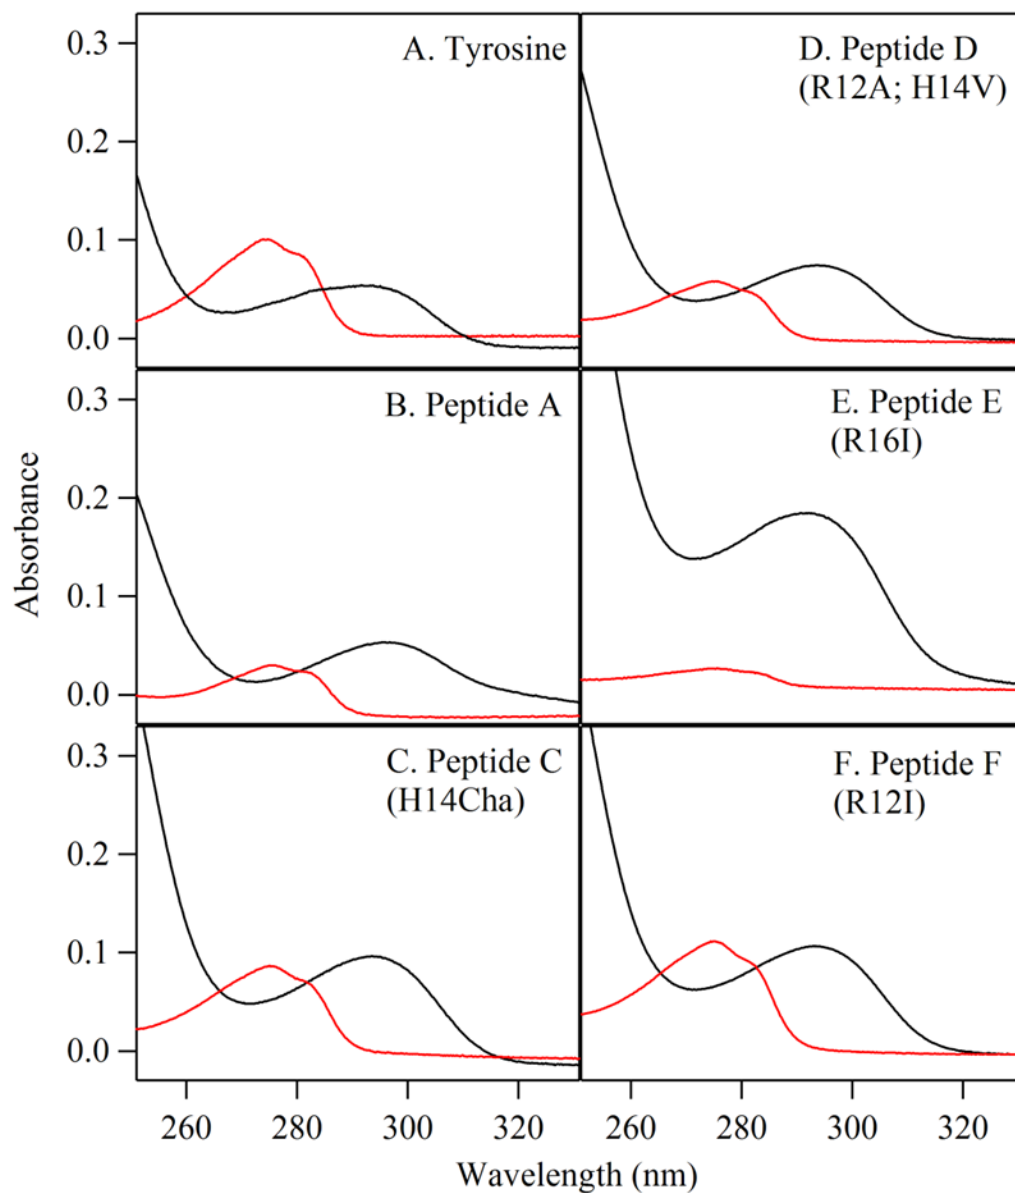 0.3
0.2
0.1
0.0
A. Tyrosine
D. Peptide D
(R12A; H14V)
0.3
0.2
0.1
0.0
B. Peptide A
E. Peptide E
(R16I)
0.3
0.2
0.1
0.0
C. Peptide C
(H14Cha)
F. Peptide F
(R12I)
Absorbance
260 280 300 320 260 280 300 320
Wavelength (nm)